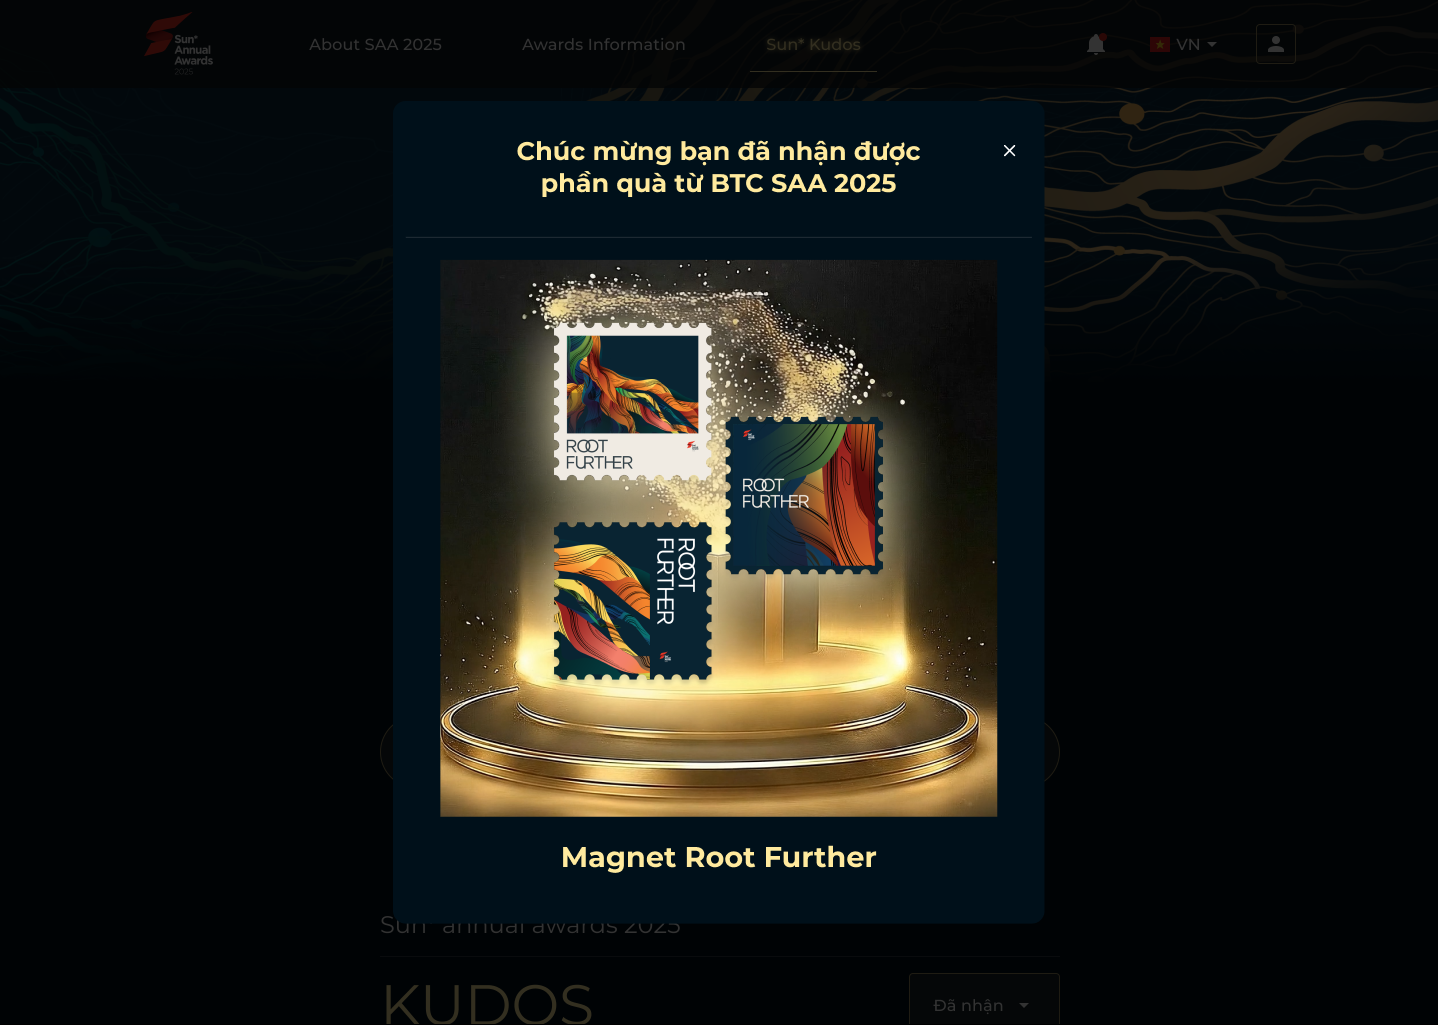 Sun*
Annual
Awards
2025
About SAA 2025
Awards Information
Sun* Kudos
VN
Chúc mừng bạn đã nhận được
phần quà từ BTC SAA 2025
ROOT
FURTHER
ROOT
FURTHER
ROOT
FURTHER
Magnet Root Further
Sun* annual awards 2025
KUDOS
Đã nhận